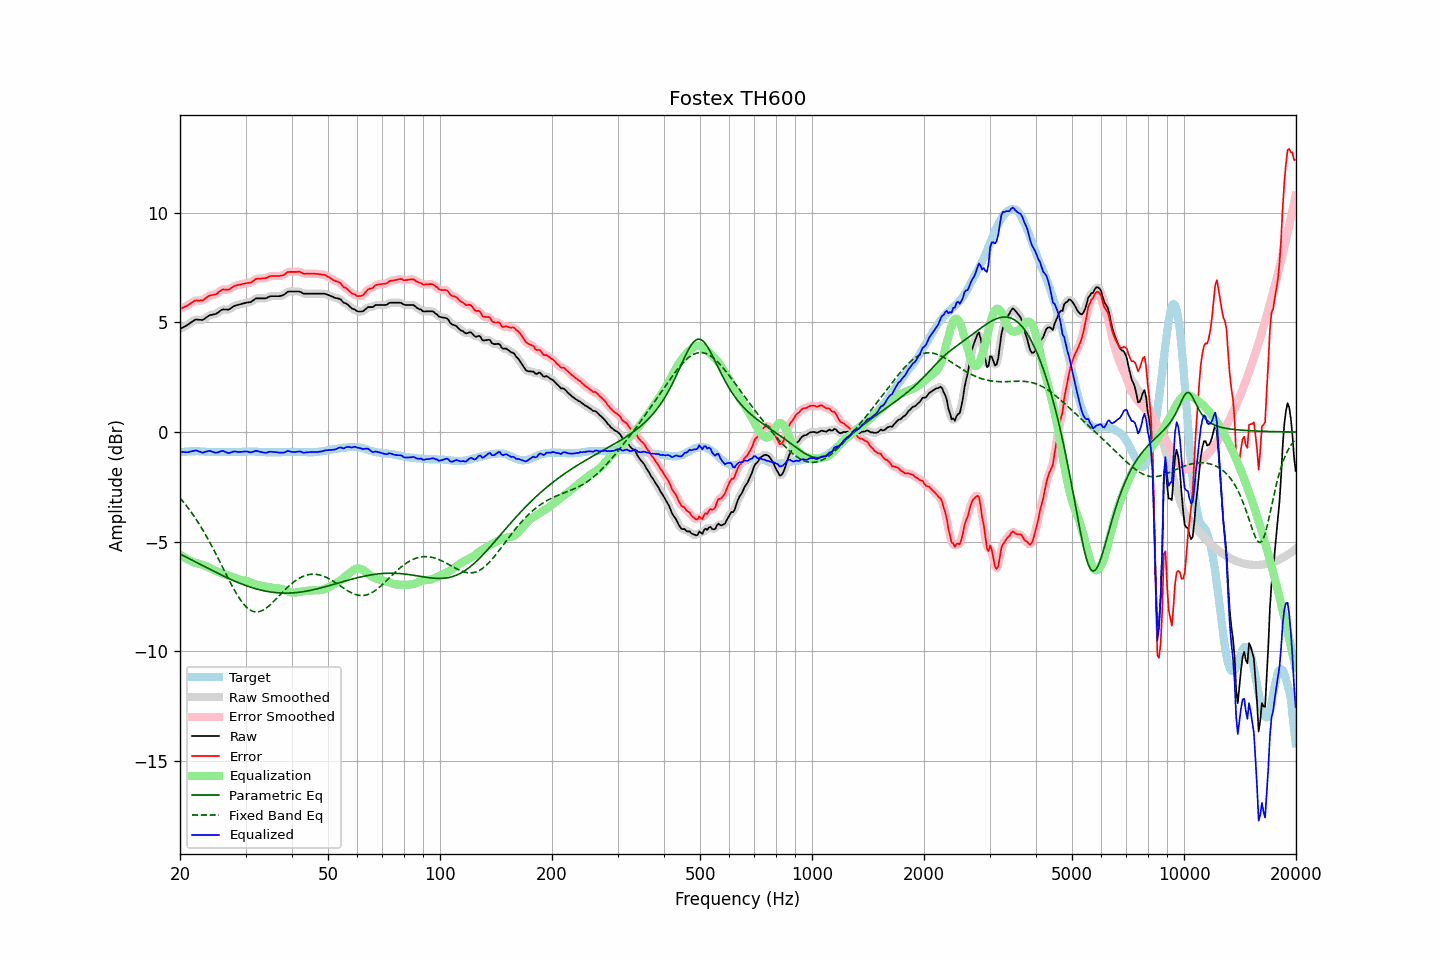 Fostex TH600
Amplitude (dBr)
10
5
0
−5
−10
−15
Target
Raw Smoothed
Error Smoothed
Raw
Error
Equalization
Parametric Eq
Fixed Band Eq
Equalized
20 50 100 200 500 1000 2000 5000 10000 20000
Frequency (Hz)